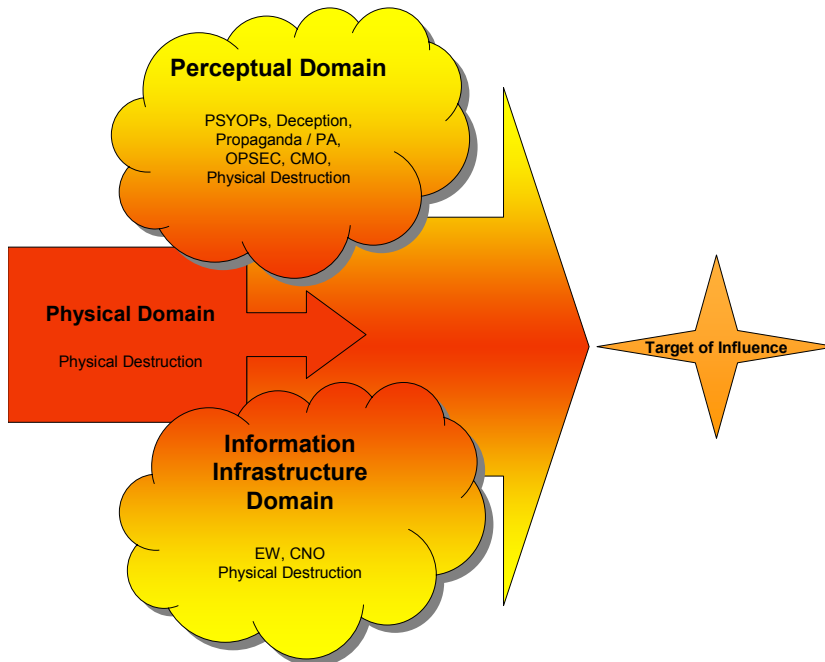 Perceptual Domain
PSYOPs, Deception,
Propaganda / PA,
OPSEC, CMO,
Physical Destruction
Physical Domain
Physical Destruction
Target of Influence
Information
Infrastructure
Domain
EW, CNO
Physical Destruction